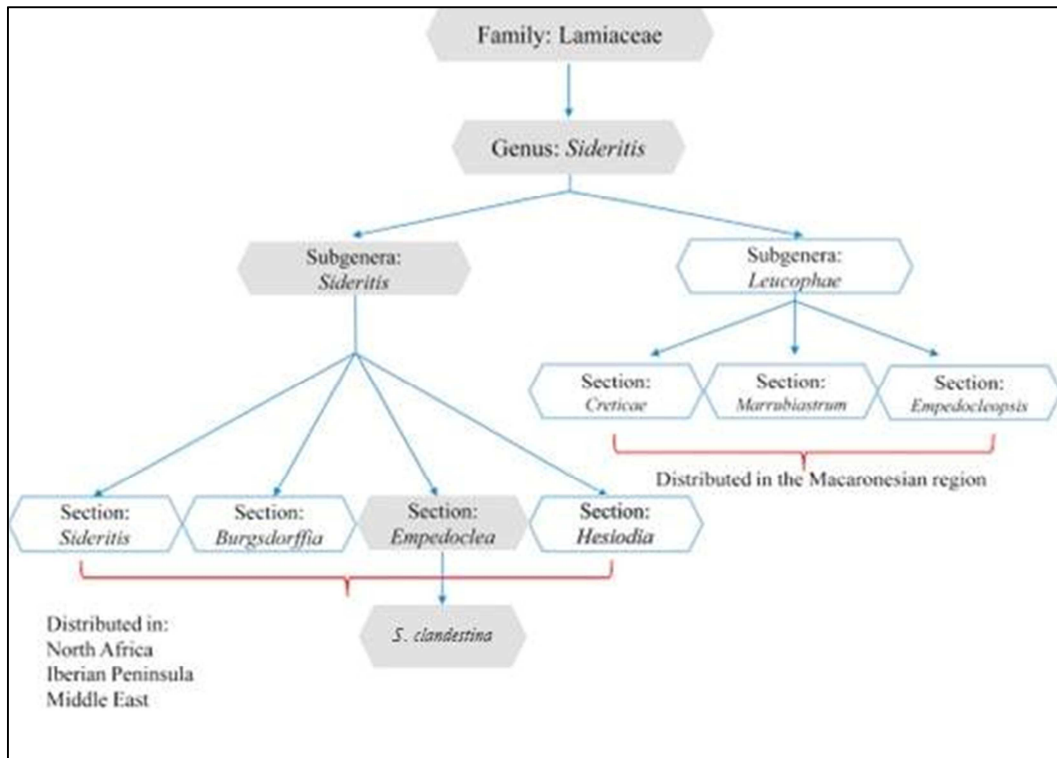 Family: Lamiaceae
Genus: Sideritis
Subgenera:
Sideritis
Subgenera:
Leucophae
Section:
Creticae
Section:
Marrubiastrum
Section:
Empedocleopsis
Distributed in the Macaronesian region
Section:
Sideritis
Section:
Burgsdorffia
Section:
Empedoclea
Section:
Hesiodia
S. clandestina
Distributed in:
North Africa
Iberian Peninsula
Middle East